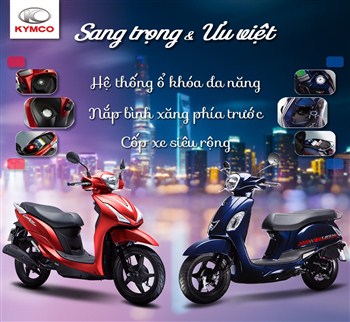 KYMCO
Sang trọng & Ưu việt
Hệ thống ổ khóa đa năng
Nắp bình xăng phía trước
Cốp xe siêu rộng